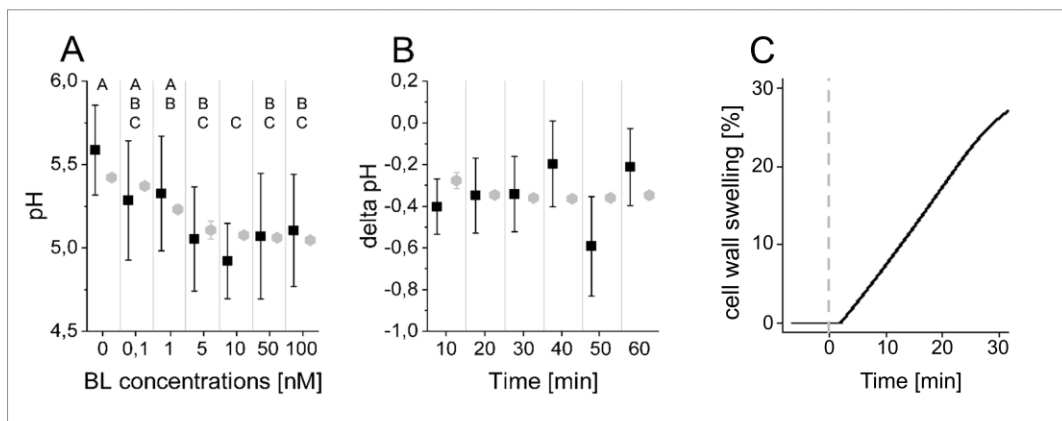 A
6,0
5,5
5,0
4,5
pH
A
A
B
C
A
B
B
C
C
B
C
B
C
0 0,1 1 5 10 50 100
BL concentrations [nM]
B
0,2
0,0
-0,2
-0,4
-0,6
-0,8
-1,0
delta pH
10 20 30 40 50 60
Time [min]
C
30
20
10
0
cell wall swelling [%]
0 10 20 30
Time [min]